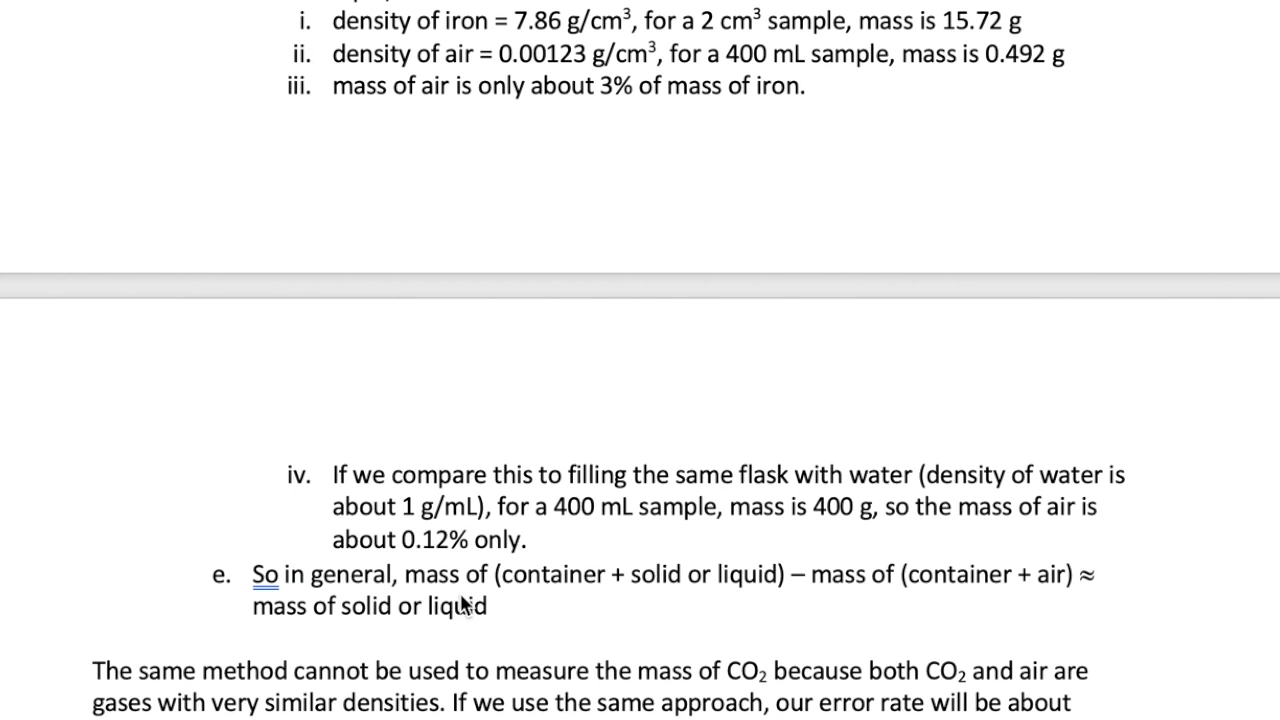 i. density of iron = 7.86 g/cm³, for a 2 cm³ sample, mass is 15.72 g
ii. density of air = 0.00123 g/cm³, for a 400 mL sample, mass is 0.492 g
iii. mass of air is only about 3% of mass of iron.
iv. If we compare this to filling the same flask with water (density of water is
about 1 g/mL), for a 400 mL sample, mass is 400 g, so the mass of air is
about 0.12% only.
e. So in general, mass of (container + solid or liquid) – mass of (container + air) ≈
mass of solid or liquid
The same method cannot be used to measure the mass of CO₂ because both CO₂ and air are
gases with very similar densities. If we use the same approach, our error rate will be about